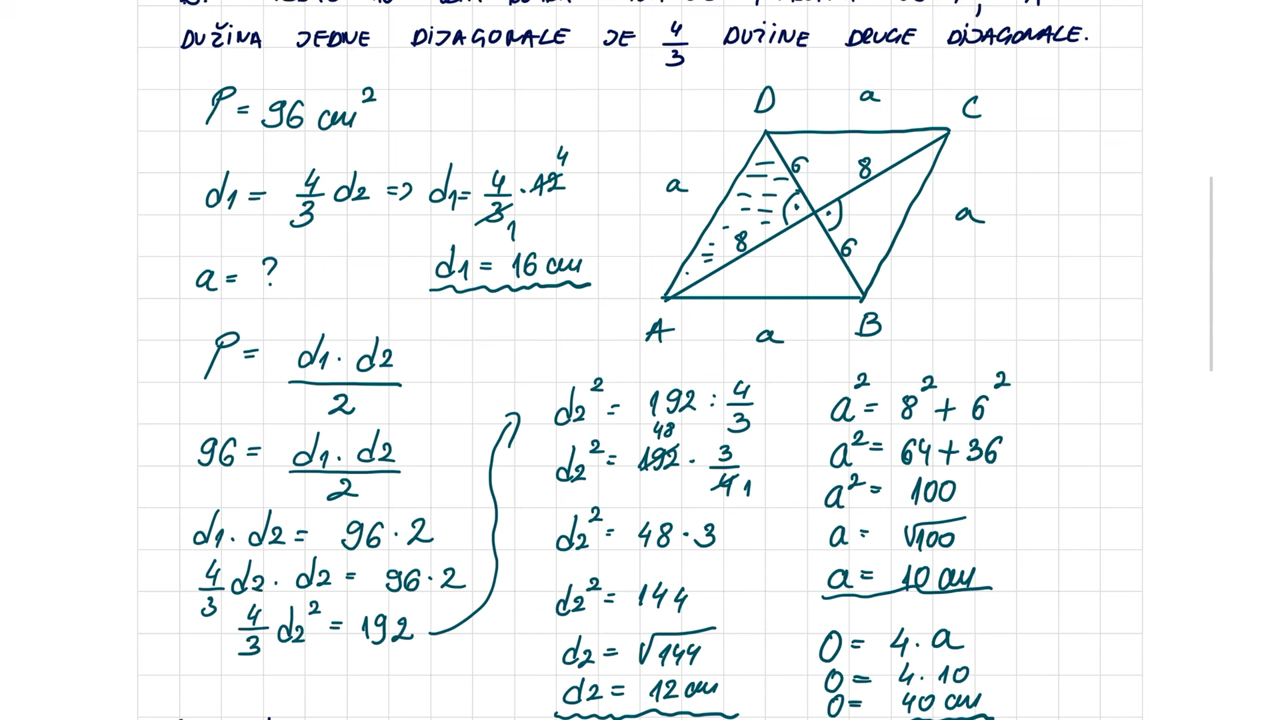 DUŽINA JEDNE DIJAGONALE JE 4/3 DUŽINE DRUGE DIJAGONALE.
P = 96 cm²
d1 = 4/3 d2 => d1 = 4/3 · 12
4
1
a = ?
d1 = 16 cm
D a C
a 6 8 a
8 6
A a B
P = d1 · d2 / 2
96 = d1 · d2 / 2
d1 · d2 = 96 · 2
4/3 d2 · d2 = 96 · 2
4/3 d2² = 192
d2² = 192 : 4/3
48
d2² = 192 · 3/4 1
d2² = 48 · 3
d2² = 144
d2 = √144
d2 = 12 cm
a² = 8² + 6²
a² = 64 + 36
a² = 100
a = √100
a = 10 cm
O = 4 · a
O = 4 · 10
O = 40 cm